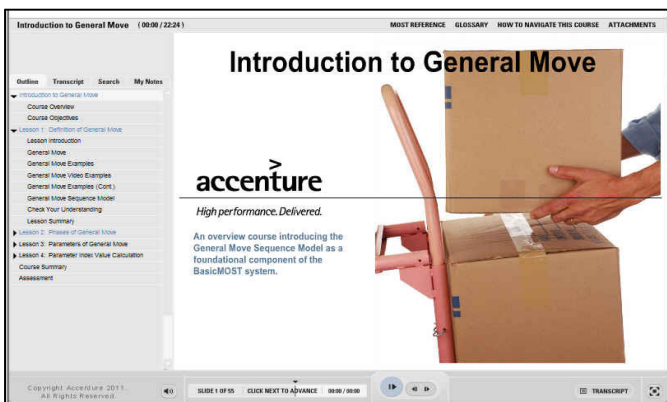 Introduction to General Move ( 00:00 / 22:24 )
MOST REFERENCE GLOSSARY HOW TO NAVIGATE THIS COURSE ATTACHMENTS
Outline Transcript Search My Notes
Introduction to General Move
Course Overview
Course Objectives
Lesson 1: Definition of General Move
Lesson Introduction
General Move
General Move Examples
General Move Video Examples
General Move Examples (Cont.)
General Move Sequence Model
Check Your Understanding
Lesson Summary
Lesson 2: Phases of General Move
Lesson 3: Parameters of General Move
Lesson 4: Parameter Index Value Calculation
Course Summary
Assessment
Introduction to General Move
accenture
High performance. Delivered.
An overview course introducing the
General Move Sequence Model as a
foundational component of the
BasicMOST system.
Copyright Accenture 2011.
All Rights Reserved.
SLIDE 1 OF 55 CLICK NEXT TO ADVANCE 00:00 / 00:00
TRANSCRIPT